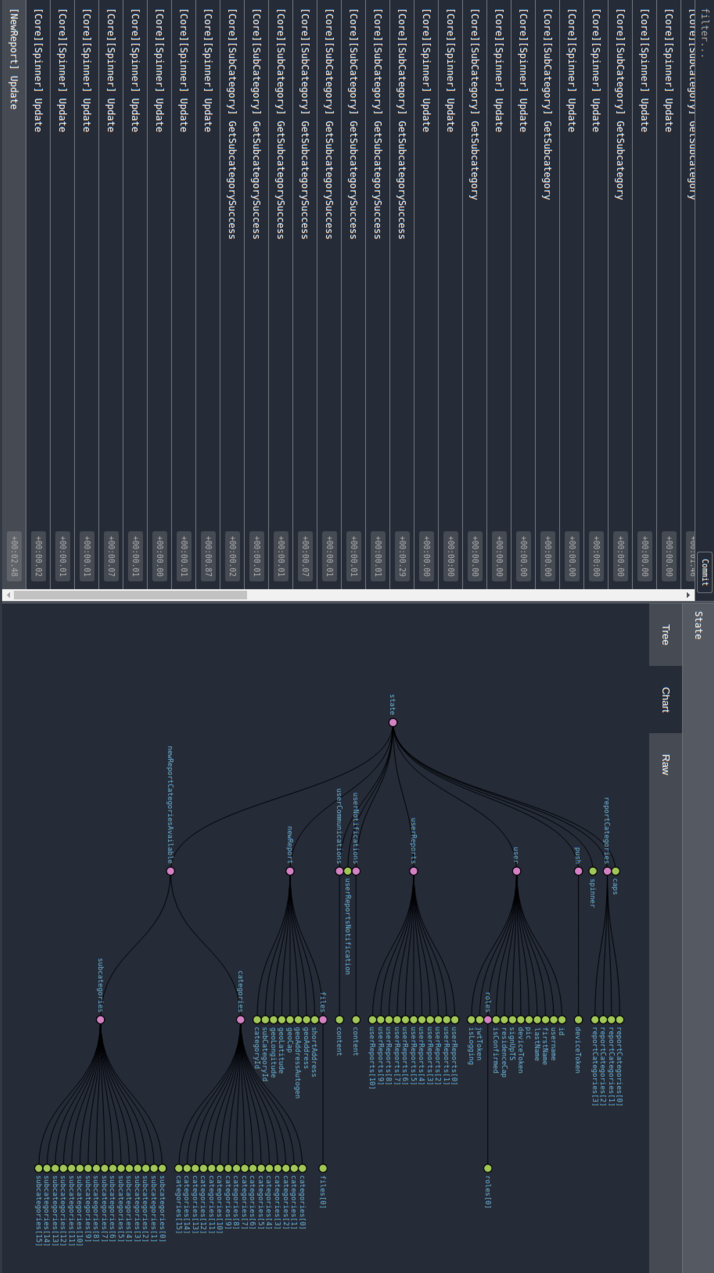 filter...
Commit
[Core][SubCategory] GetSubcategory
[Core][Spinner] Update +00:00.00
[Core][Spinner] Update +00:00.00
[Core][SubCategory] GetSubcategory +00:00.00
[Core][Spinner] Update +00:00.00
[Core][Spinner] Update +00:00.00
[Core][SubCategory] GetSubcategory +00:00.00
[Core][Spinner] Update +00:00.00
[Core][Spinner] Update +00:00.00
[Core][SubCategory] GetSubcategory +00:00.00
[Core][Spinner] Update +00:00.00
[Core][Spinner] Update +00:00.00
[Core][SubCategory] GetSubcategorySuccess +00:00.29
[Core][SubCategory] GetSubcategorySuccess +00:00.01
[Core][SubCategory] GetSubcategorySuccess +00:00.01
[Core][SubCategory] GetSubcategorySuccess +00:00.00
[Core][SubCategory] GetSubcategorySuccess +00:00.07
[Core][SubCategory] GetSubcategorySuccess +00:00.01
[Core][SubCategory] GetSubcategorySuccess +00:00.01
[Core][SubCategory] GetSubcategorySuccess +00:00.02
[Core][Spinner] Update +00:00.87
[Core][Spinner] Update +00:00.01
[Core][Spinner] Update +00:00.00
[Core][Spinner] Update +00:00.01
[Core][Spinner] Update +00:00.07
[Core][Spinner] Update +00:00.01
[Core][Spinner] Update +00:00.01
[Core][Spinner] Update +00:00.02
[NewReport] Update +00:02.48
State
Tree Chart Raw
state
caps
reportCategories
reportCategories[0]
reportCategories[1]
reportCategories[2]
reportCategories[3]
spinner
push
deviceToken
user
id
username
firstName
lastName
pic
deviceToken
signUpTS
residenceCap
isConfirmed
roles
roles[0]
jwtToken
isLogging
userReports
userReports[0]
userReports[1]
userReports[2]
userReports[3]
userReports[4]
userReports[5]
userReports[6]
userReports[7]
userReports[8]
userReports[9]
userReports[10]
userNotifications
content
userReportsNotification
userCommunications
content
newReport
files
files[0]
shortAddress
geoAddress
geoAddressAutogen
geoCap
geoLatitude
geoLongitude
subCategoryId
categoryId
newReportCategoriesAvailable
categories
categories[0]
categories[1]
categories[2]
categories[3]
categories[4]
categories[5]
categories[6]
categories[7]
categories[8]
categories[9]
categories[10]
categories[11]
categories[12]
categories[13]
categories[14]
categories[15]
subcategories
subcategories[0]
subcategories[1]
subcategories[2]
subcategories[3]
subcategories[4]
subcategories[5]
subcategories[6]
subcategories[7]
subcategories[8]
subcategories[9]
subcategories[10]
subcategories[11]
subcategories[12]
subcategories[13]
subcategories[14]
subcategories[15]